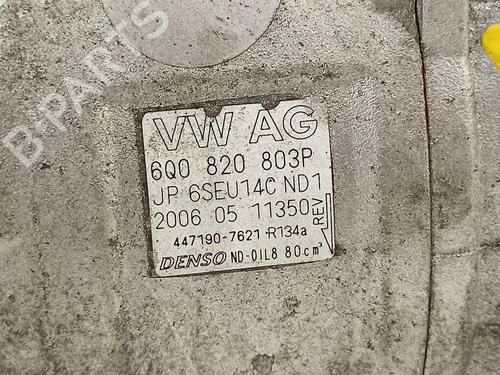 B-PARTS
VW AG
6Q0 820 803P
JP 6SEU14C ND1
2006 05 11350
REV
447190-7621 R134a
DENSO ND-OIL8 80cm³